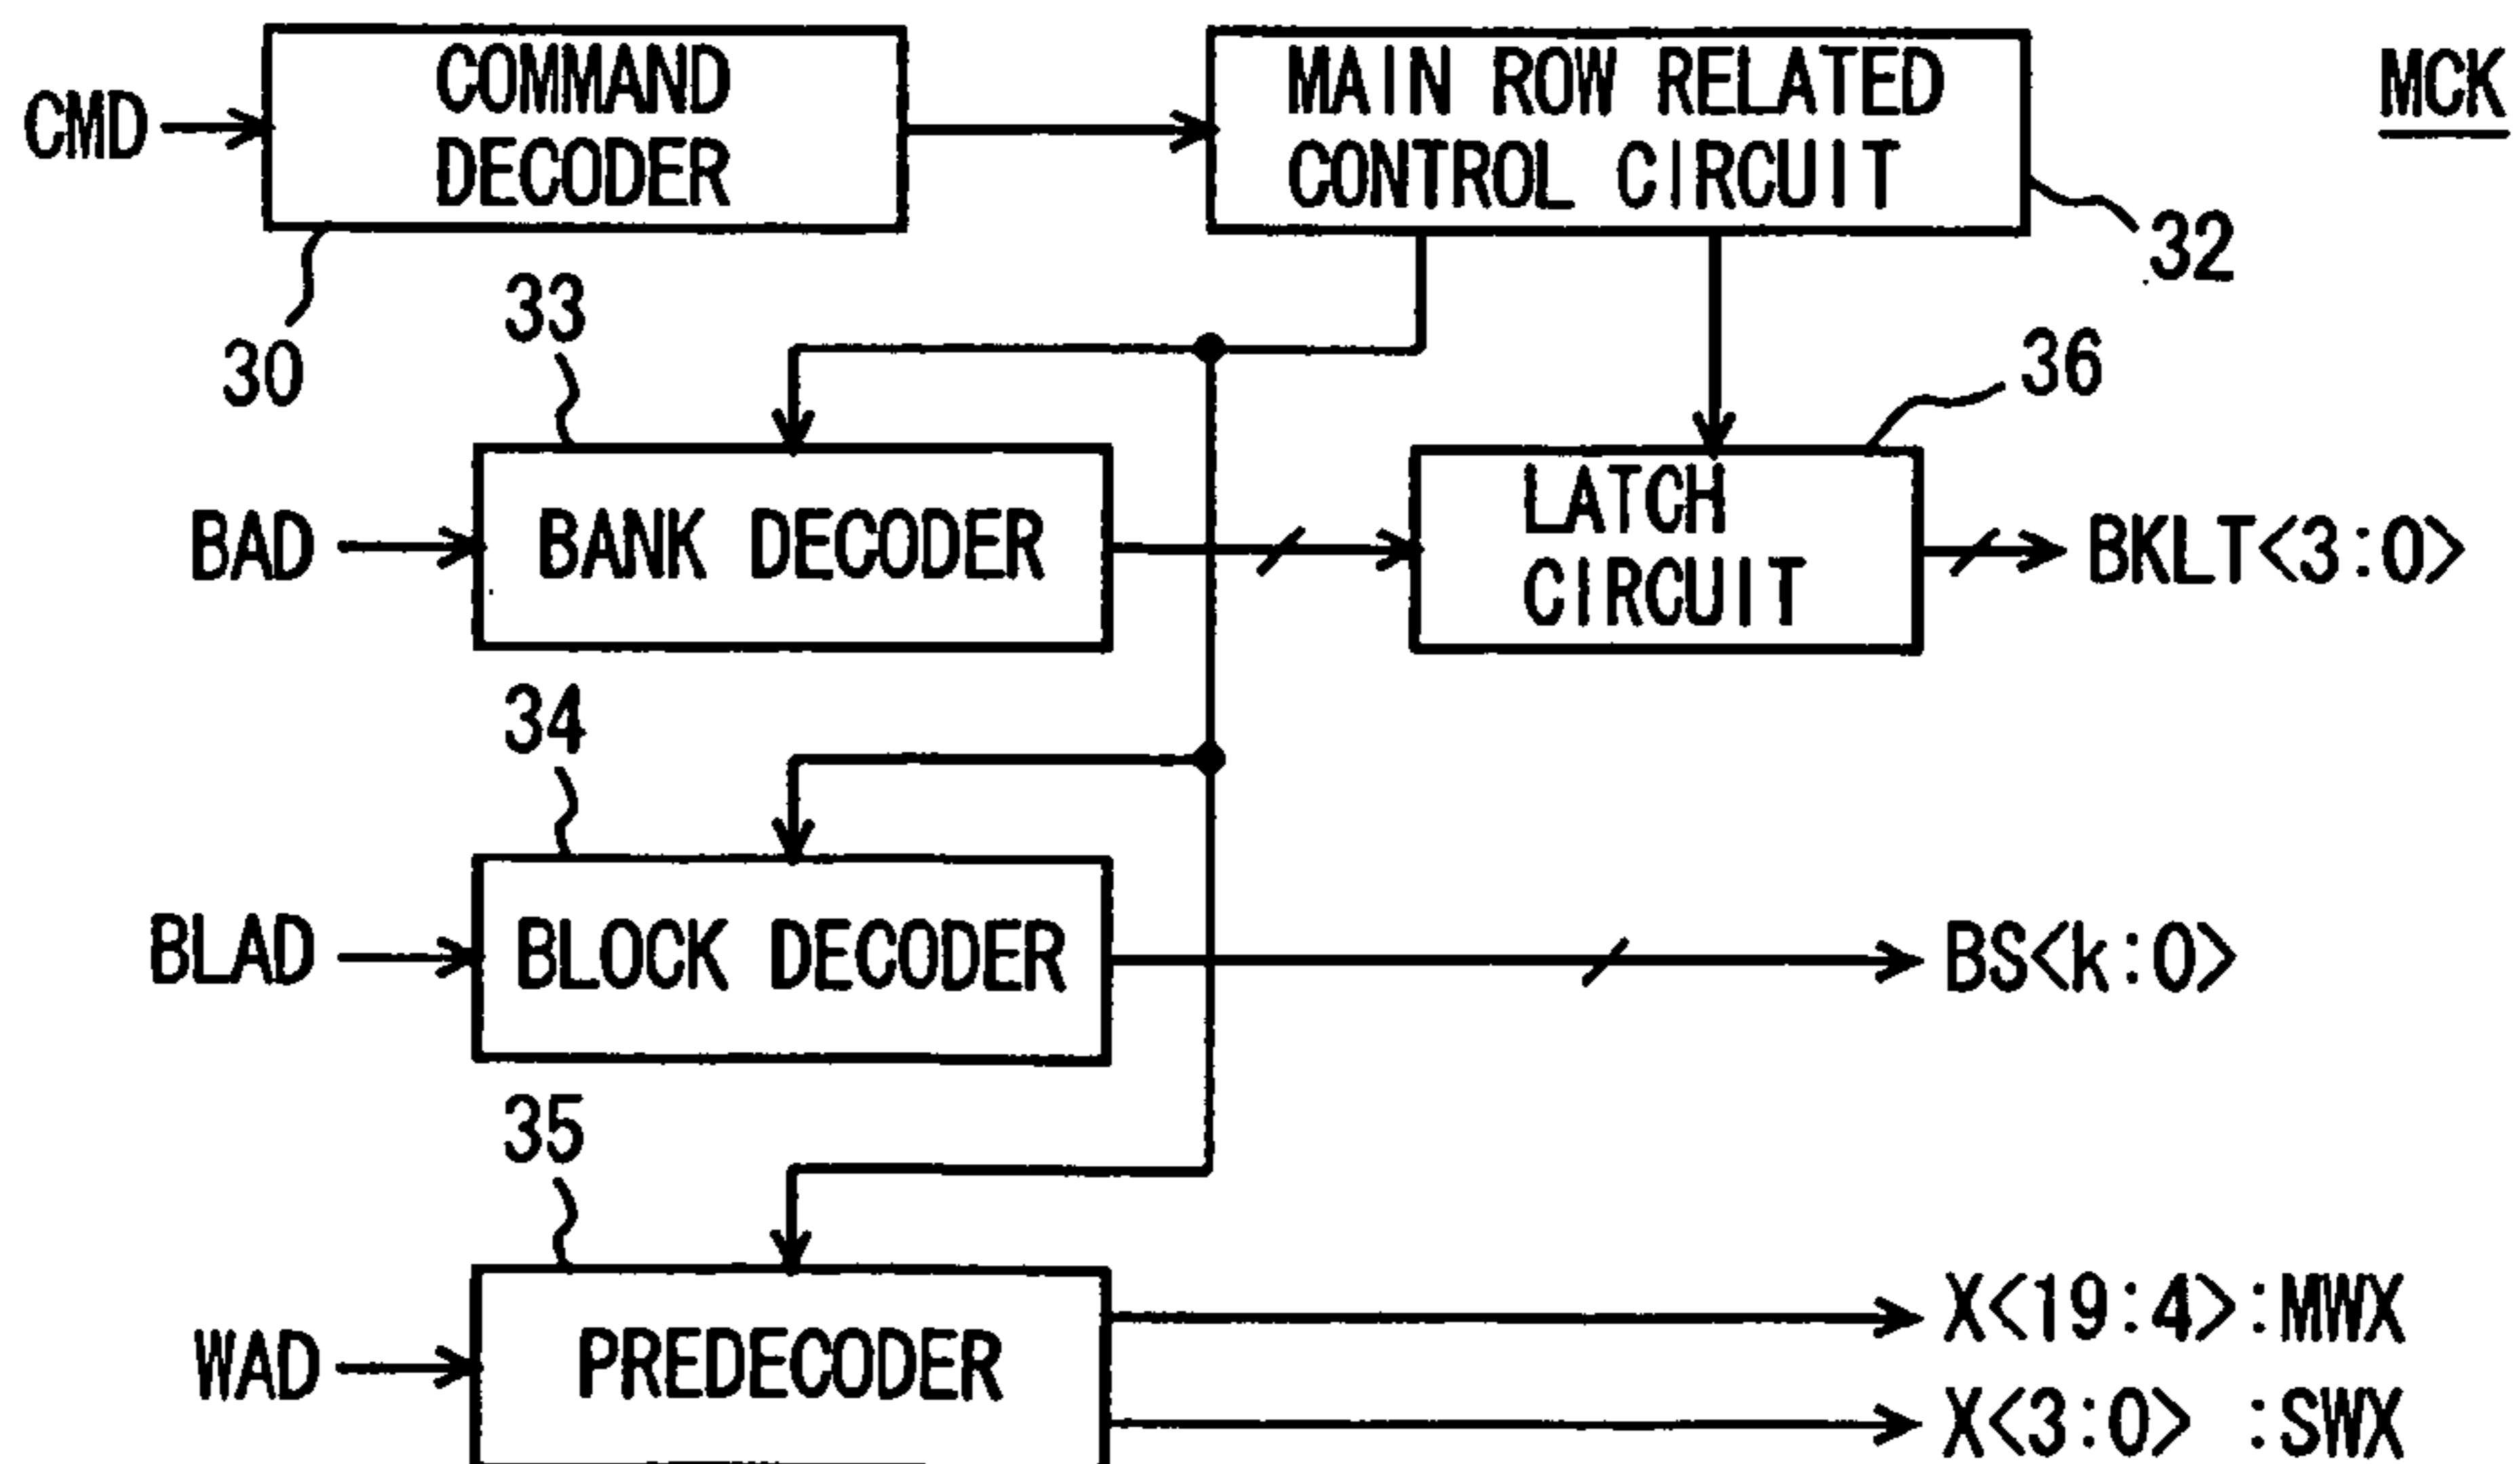 CMD
COMMAND
DECODER
MAIN ROW RELATED
CONTROL CIRCUIT
MCK
30
32
33
36
BAD
BANK DECODER
LATCH
CIRCUIT
BKLT<3:0>
34
BLAD
BLOCK DECODER
BS<k:0>
35
WAD
PREDECODER
X<19:4>:MWX
X<3:0> :SWX